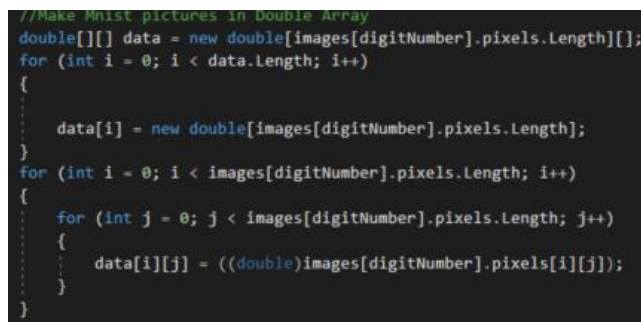 //Make Mnist pictures in Double Array
double[][] data = new double[images[digitNumber].pixels.Length][];
for (int i = 0; i < data.Length; i++)
{
data[i] = new double[images[digitNumber].pixels.Length];
}
for (int i = 0; i < images[digitNumber].pixels.Length; i++)
{
for (int j = 0; j < images[digitNumber].pixels.Length; j++)
{
data[i][j] = ((double)images[digitNumber].pixels[i][j]);
}
}